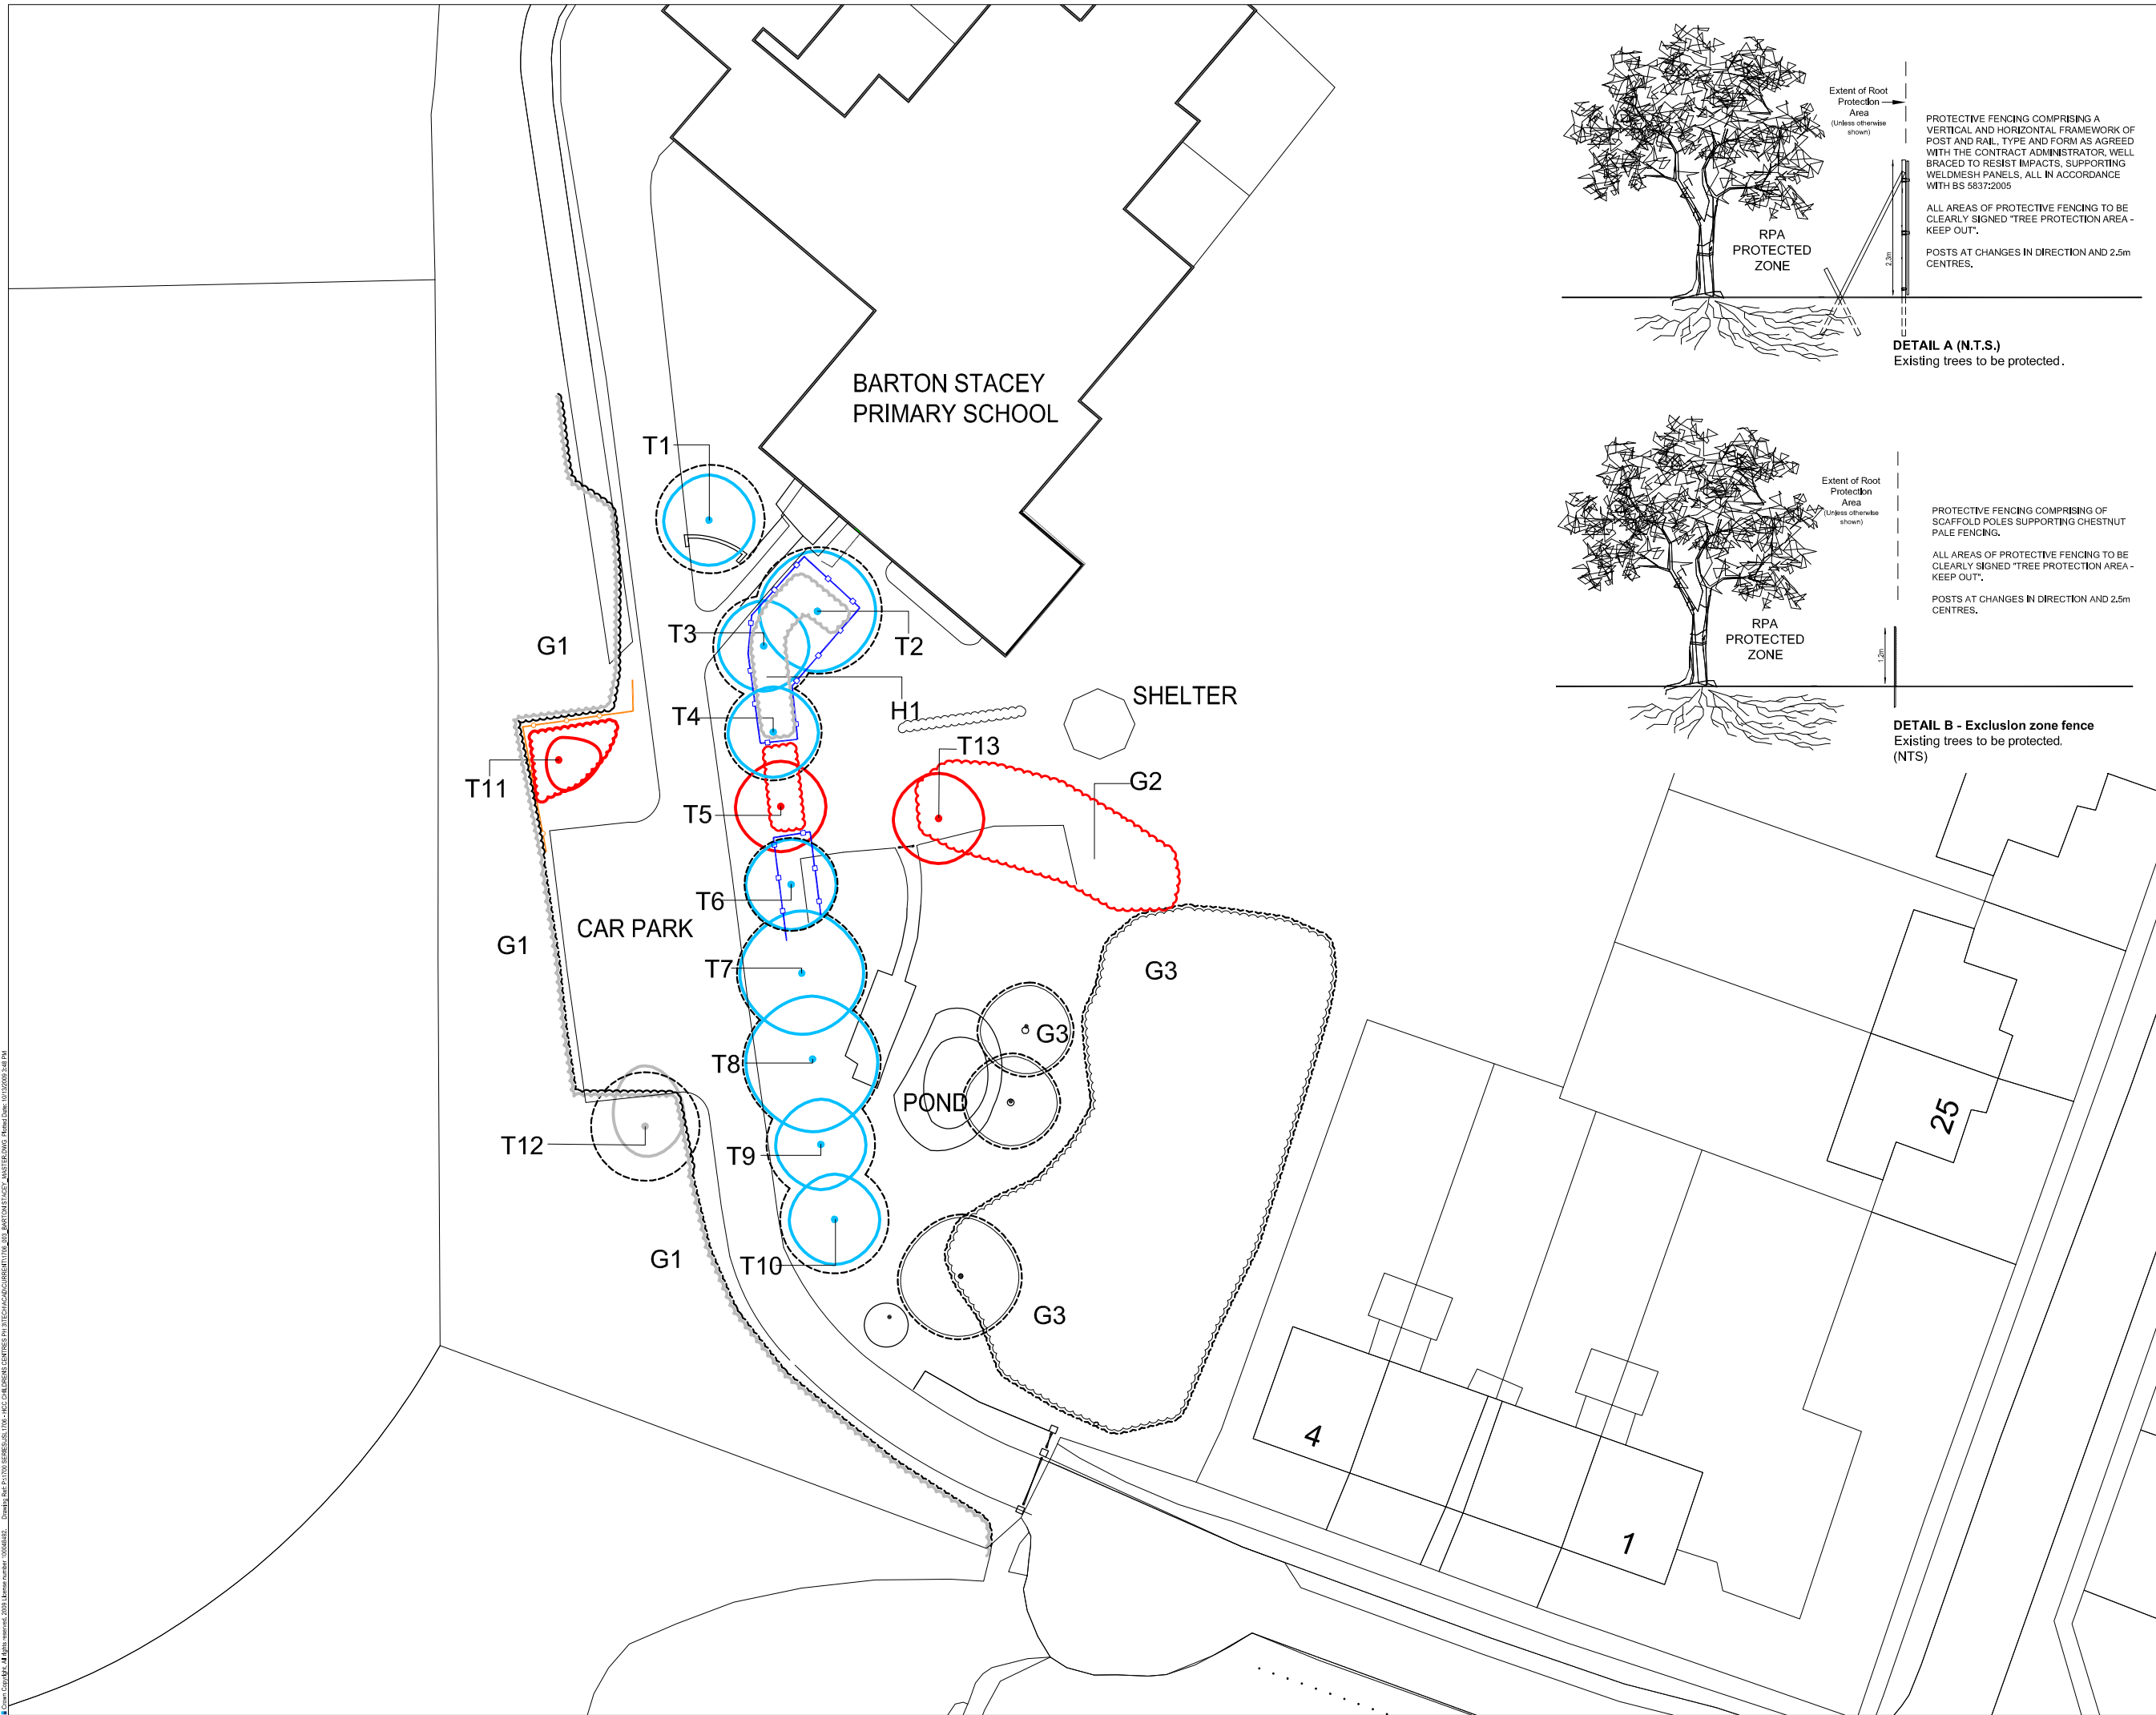 Extent of Root
Protection
Area
(Unless otherwise
shown)
PROTECTIVE FENCING COMPRISING A
VERTICAL AND HORIZONTAL FRAMEWORK OF
POST AND RAIL, TYPE AND FORM AS AGREED
WITH THE CONTRACT ADMINISTRATOR, WELL
BRACED TO RESIST IMPACTS, SUPPORTING
WELDMESH PANELS, ALL IN ACCORDANCE
WITH BS 5837:2005
ALL AREAS OF PROTECTIVE FENCING TO BE
CLEARLY SIGNED "TREE PROTECTION AREA -
KEEP OUT".
POSTS AT CHANGES IN DIRECTION AND 2.5m
CENTRES.
RPA
PROTECTED
ZONE
2.3m
DETAIL A (N.T.S.)
Existing trees to be protected.
BARTON STACEY
PRIMARY SCHOOL
Extent of Root
Protection
Area
(Unless otherwise
shown)
PROTECTIVE FENCING COMPRISING OF
SCAFFOLD POLES SUPPORTING CHESTNUT
PALE FENCING.
ALL AREAS OF PROTECTIVE FENCING TO BE
CLEARLY SIGNED "TREE PROTECTION AREA -
KEEP OUT".
POSTS AT CHANGES IN DIRECTION AND 2.5m
CENTRES.
RPA
PROTECTED
ZONE
1.2m
DETAIL B - Exclusion zone fence
Existing trees to be protected.
(NTS)
T1
G1
T3
T2
T4
H1
SHELTER
T13
T11
T5
G2
T6
CAR PARK
G1
T7
G3
T8
G3
POND
T12
T9
25
G1
T10
G3
4
1